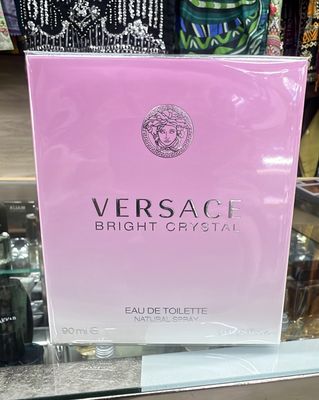 VERSACE
BRIGHT CRYSTAL
EAU DE TOILETTE
NATURAL SPRAY
90 ml ℮